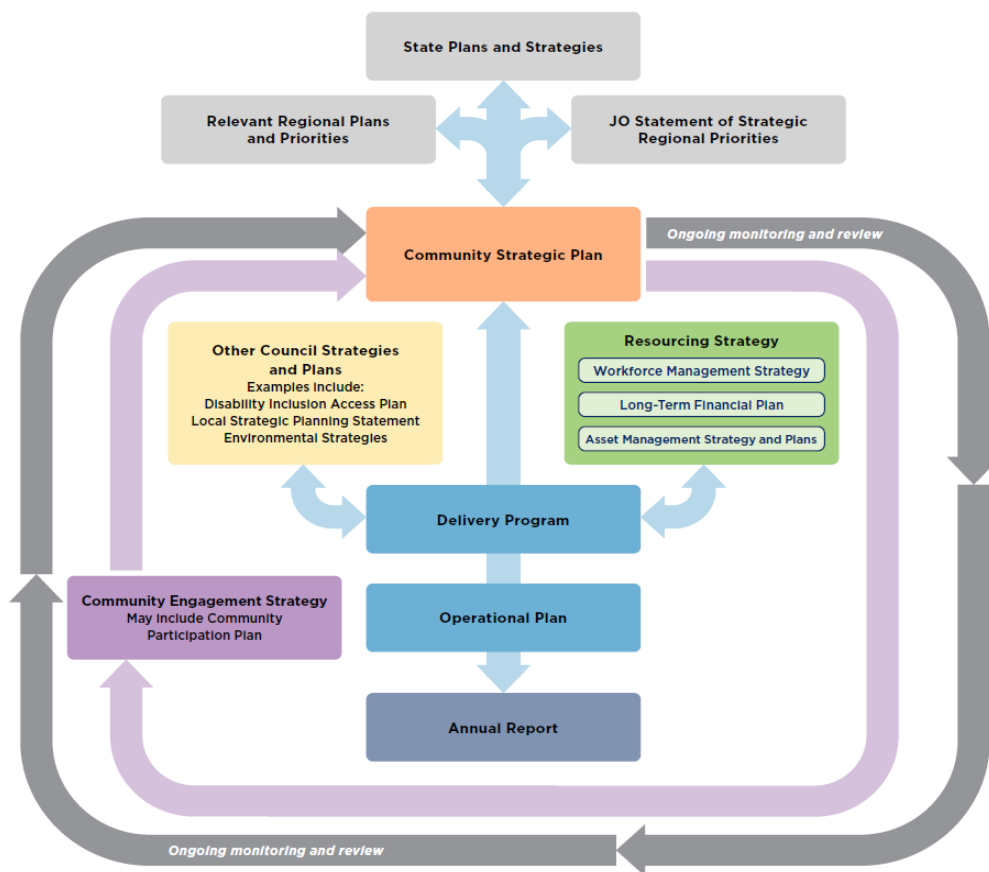 State Plans and Strategies
Relevant Regional Plans
and Priorities
JO Statement of Strategic
Regional Priorities
Ongoing monitoring and review
Community Strategic Plan
Other Council Strategies
and Plans
Examples include:
Disability Inclusion Access Plan
Local Strategic Planning Statement
Environmental Strategies
Resourcing Strategy
Workforce Management Strategy
Long-Term Financial Plan
Asset Management Strategy and Plans
Delivery Program
Community Engagement Strategy
May include Community
Participation Plan
Operational Plan
Annual Report
Ongoing monitoring and review